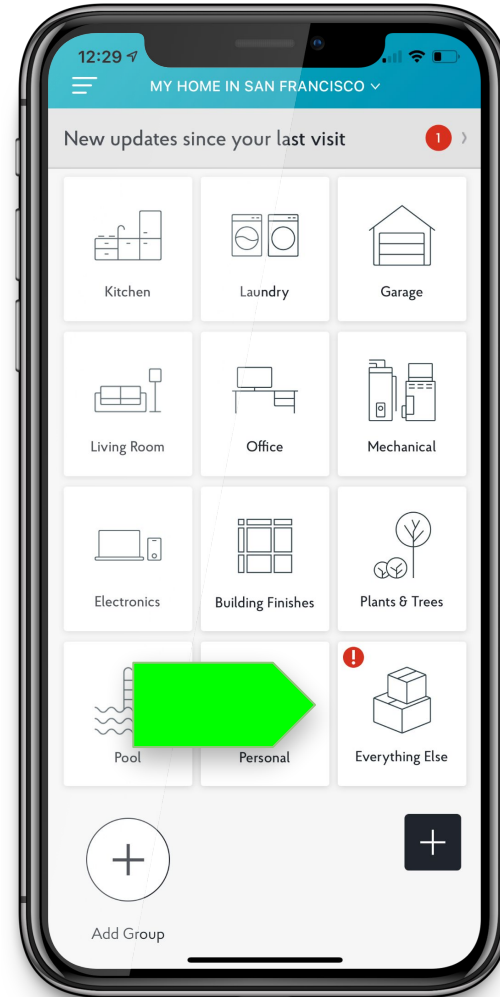 12:29
MY HOME IN SAN FRANCISCO
New updates since your last visit 1
Kitchen Laundry Garage
Living Room Office Mechanical
Electronics Building Finishes Plants & Trees
Pool Personal Everything Else
Add Group